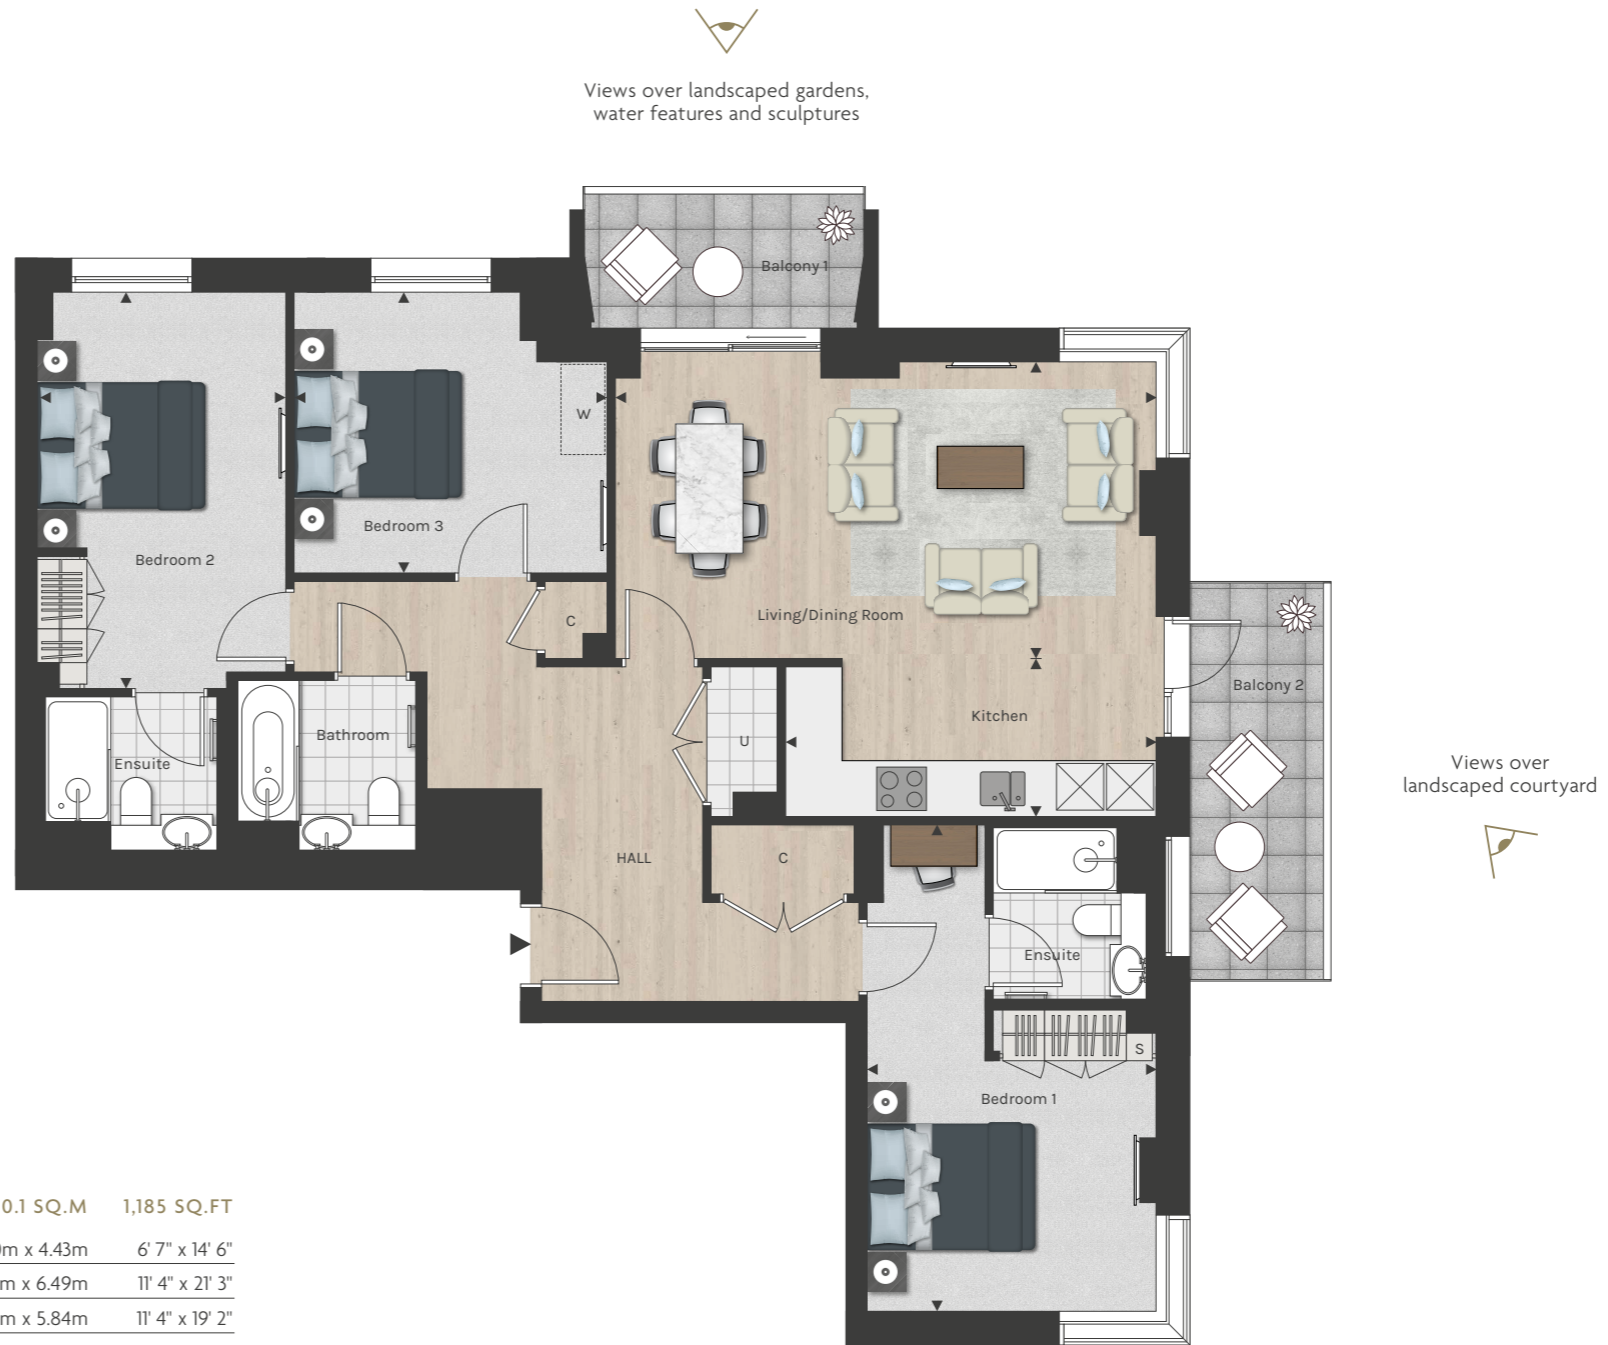 Views over landscaped gardens,
water features and sculptures
Balcony 1
W
Bedroom 3
Bedroom 2
Living/Dining Room
C
Balcony 2
Kitchen
Bathroom
U
Ensuite
Views over
landscaped courtyard
HALL
C
Ensuite
S
Bedroom 1
0.1 SQ.M 1,185 SQ.FT
m x 4.43m 6' 7" x 14' 6"
m x 6.49m 11' 4" x 21' 3"
m x 5.84m 11' 4" x 19' 2"